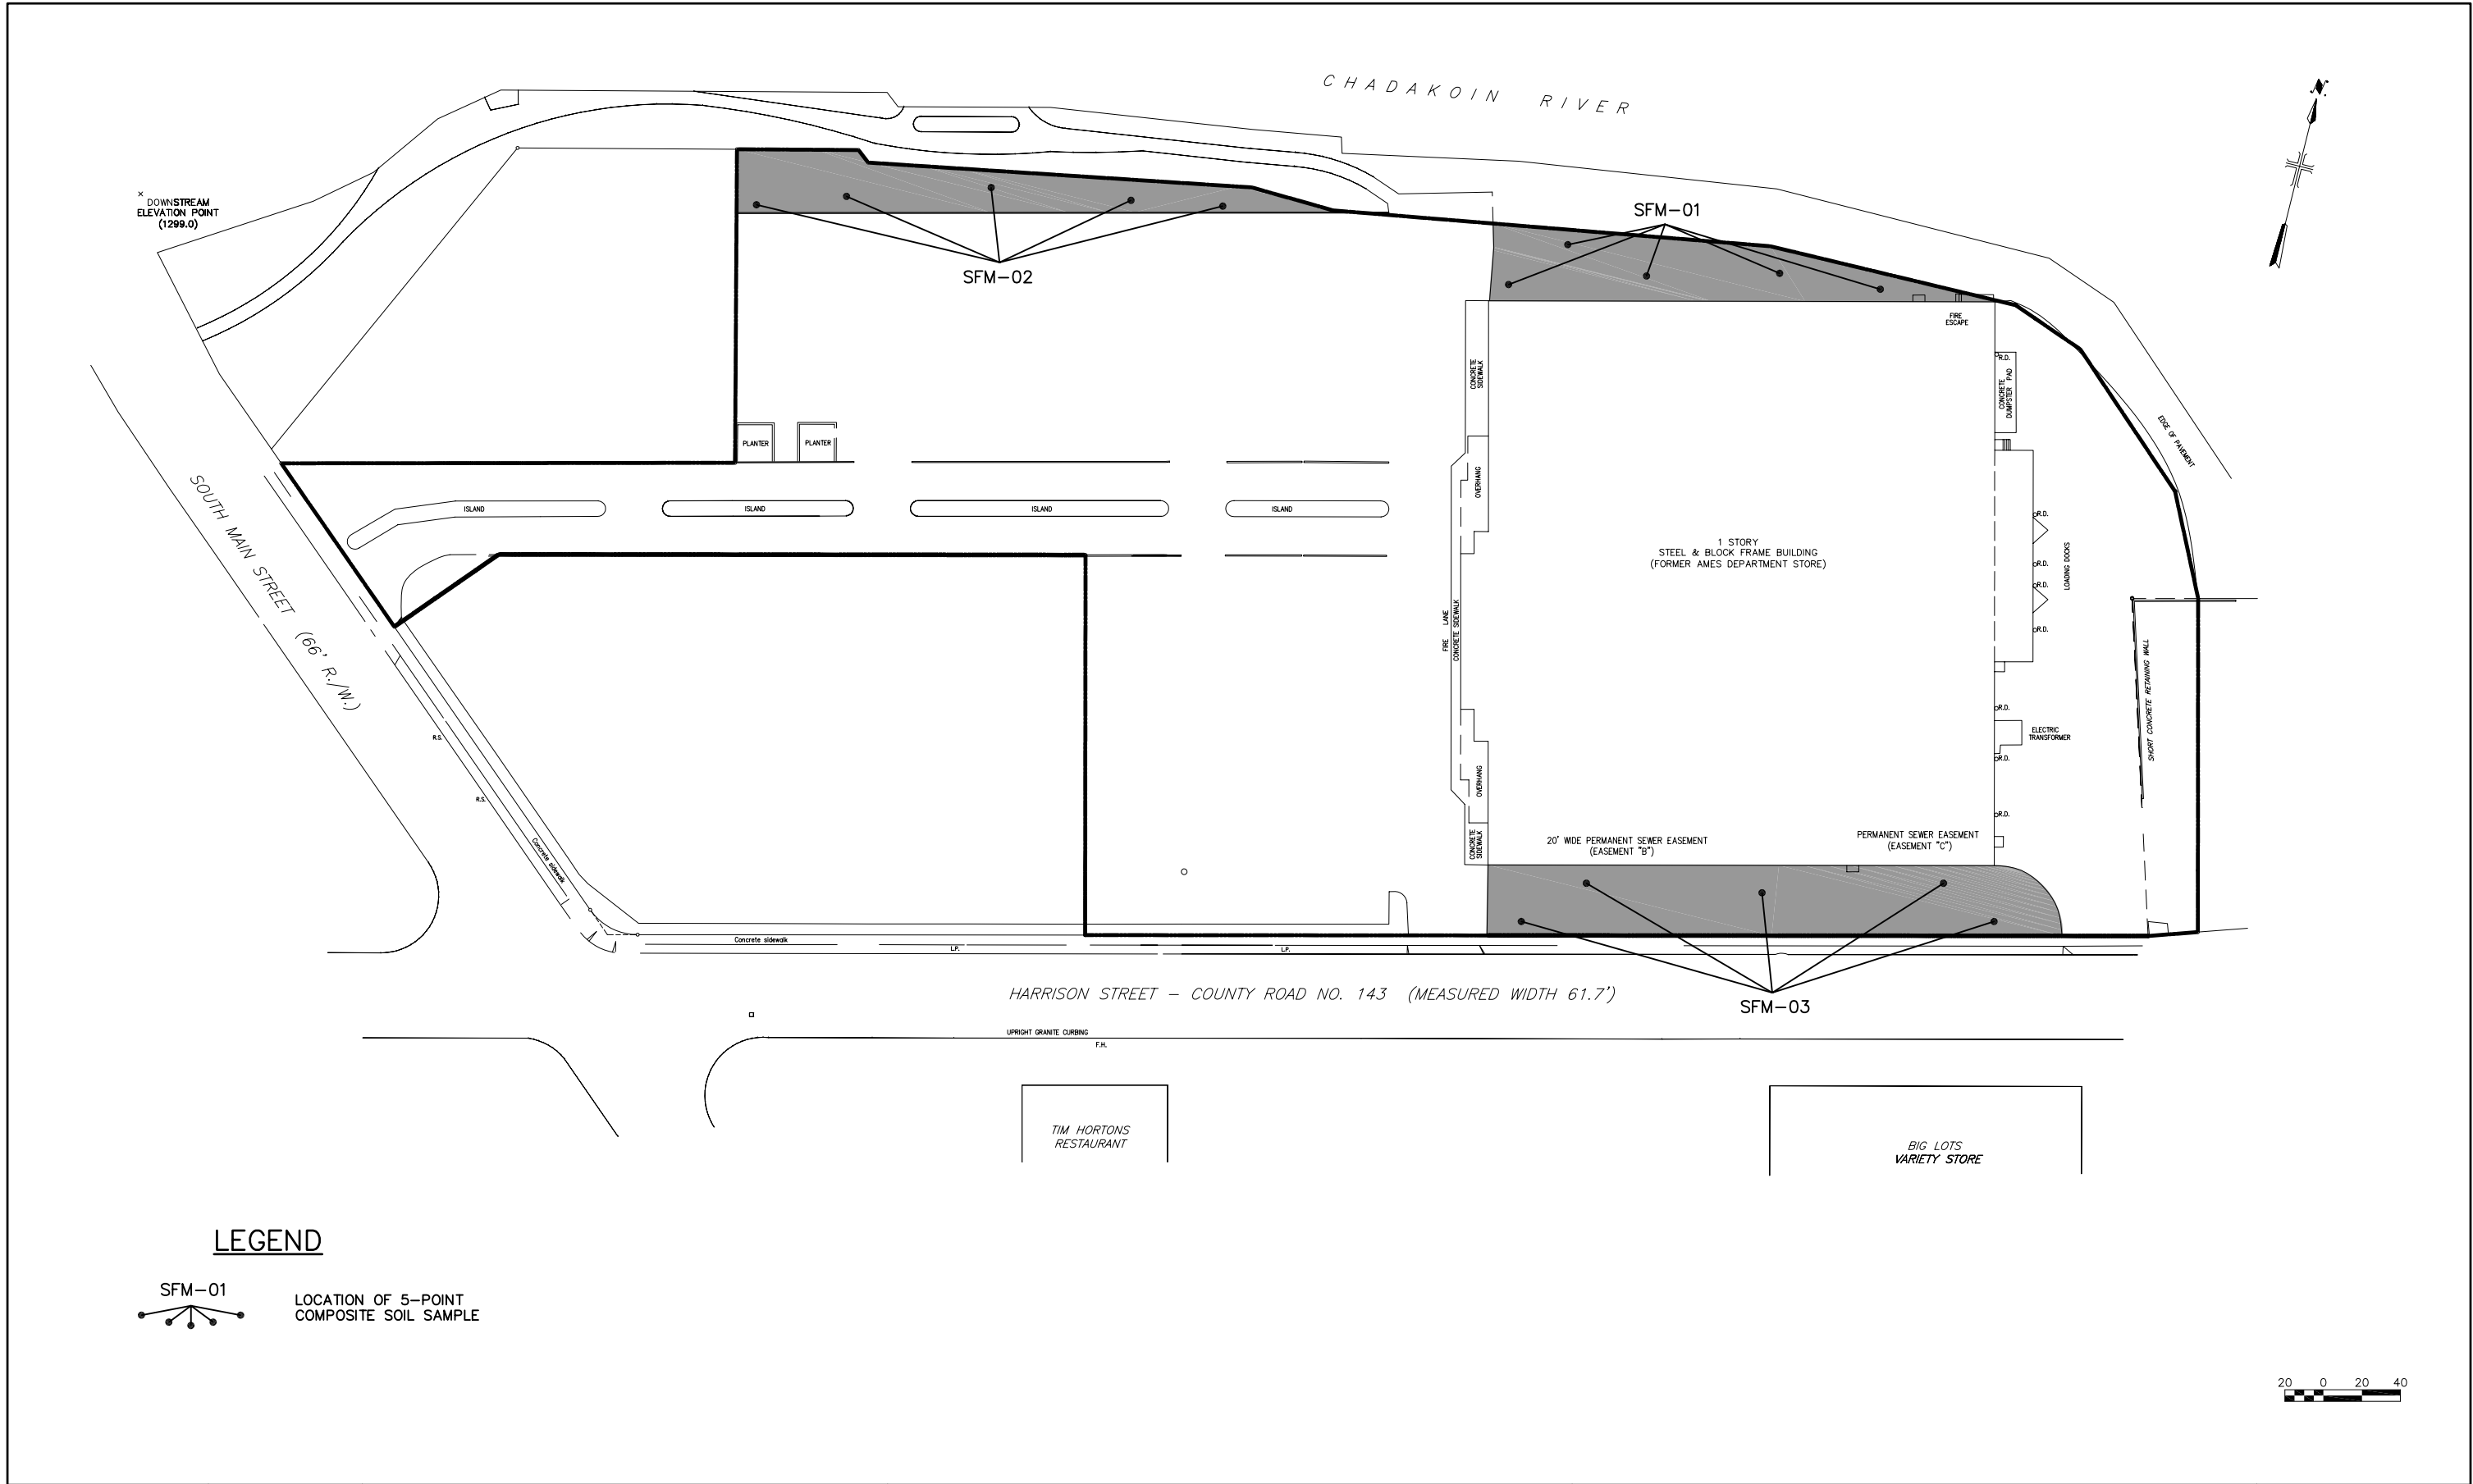 CHADAKOIN RIVER
N.
DOWNSTREAM
ELEVATION POINT
(1299.0)
SFM-01
SFM-02
FIRE
ESCAPE
CONCRETE
SIDEWALK
R.D.
CONCRETE
DUMPSTER PAD
EDGE OF PAVEMENT
PLANTER
PLANTER
OVERHANG
SOUTH MAIN STREET (66' R./W.)
ISLAND
ISLAND
ISLAND
ISLAND
R.D.
1 STORY
STEEL & BLOCK FRAME BUILDING
(FORMER AMES DEPARTMENT STORE)
LOADING DOCKS
R.D.
R.D.
R.D.
FIRE LANE
CONCRETE SIDEWALK
SHORT CONCRETE RETAINING WALL
R.D.
ELECTRIC
TRANSFORMER
R.S.
R.D.
OVERHANG
R.S.
R.D.
CONCRETE
SIDEWALK
20' WIDE PERMANENT SEWER EASEMENT
(EASEMENT "B")
PERMANENT SEWER EASEMENT
(EASEMENT "C")
Concrete sidewalk
Concrete sidewalk
L.P.
L.P.
HARRISON STREET - COUNTY ROAD NO. 143 (MEASURED WIDTH 61.7')
SFM-03
UPRIGHT GRANITE CURBING
F.H.
TIM HORTONS
RESTAURANT
BIG LOTS
VARIETY STORE
LEGEND
SFM-01
LOCATION OF 5-POINT
COMPOSITE SOIL SAMPLE
20 0 20 40